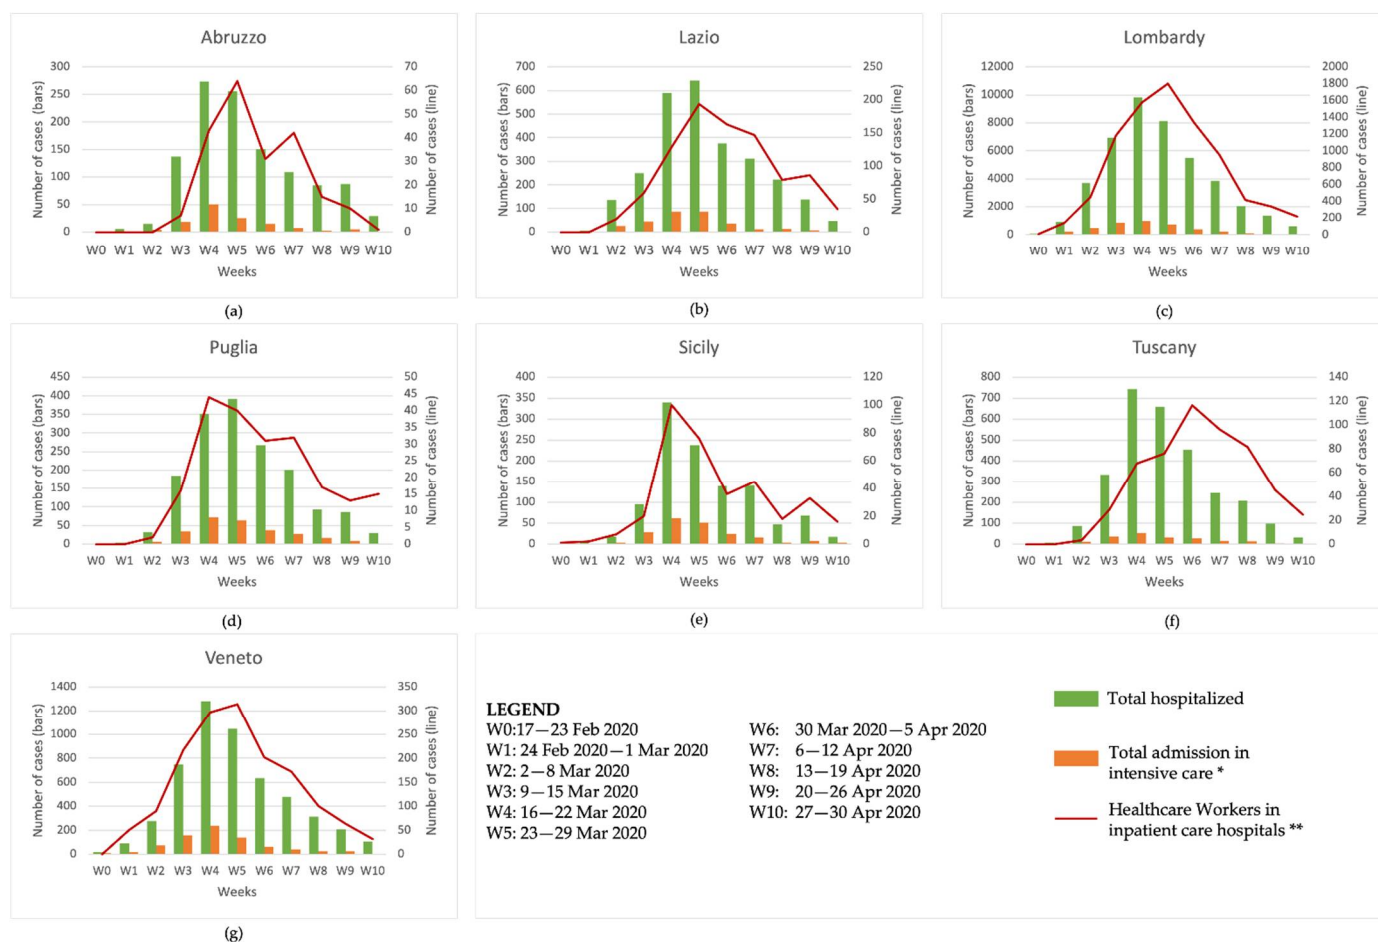 Abruzzo
Number of cases (bars)
300
250
200
150
100
50
0
70
60
50
40
30
20
10
0
Number of cases (line)
W0 W1 W2 W3 W4 W5 W6 W7 W8 W9 W10
Weeks
(a)
Lazio
Number of cases (bars)
700
600
500
400
300
200
100
0
250
200
150
100
50
0
Number of cases (line)
W0 W1 W2 W3 W4 W5 W6 W7 W8 W9 W10
Weeks
(b)
Lombardy
Number of cases (bars)
12000
10000
8000
6000
4000
2000
0
2000
1800
1600
1400
1200
1000
800
600
400
200
0
Number of cases (line)
W0 W1 W2 W3 W4 W5 W6 W7 W8 W9 W10
Weeks
(c)
Puglia
Number of cases (bars)
450
400
350
300
250
200
150
100
50
0
50
45
40
35
30
25
20
15
10
5
0
Number of cases (line)
W0 W1 W2 W3 W4 W5 W6 W7 W8 W9 W10
Weeks
(d)
Sicily
Number of cases (bars)
400
350
300
250
200
150
100
50
0
120
100
80
60
40
20
0
Number of cases (line)
W0 W1 W2 W3 W4 W5 W6 W7 W8 W9 W10
Weeks
(e)
Tuscany
Number of cases (bars)
800
700
600
500
400
300
200
100
0
140
120
100
80
60
40
20
0
Number of cases (line)
W0 W1 W2 W3 W4 W5 W6 W7 W8 W9 W10
Weeks
(f)
Veneto
Number of cases (bars)
1400
1200
1000
800
600
400
200
0
350
300
250
200
150
100
50
0
Number of cases (line)
W0 W1 W2 W3 W4 W5 W6 W7 W8 W9 W10
Weeks
(g)
LEGEND
W0:17—23 Feb 2020
W1: 24 Feb 2020—1 Mar 2020
W2: 2—8 Mar 2020
W3: 9—15 Mar 2020
W4: 16—22 Mar 2020
W5: 23—29 Mar 2020
W6: 30 Mar 2020—5 Apr 2020
W7: 6—12 Apr 2020
W8: 13—19 Apr 2020
W9: 20—26 Apr 2020
W10: 27—30 Apr 2020
Total hospitalized
Total admission in
intensive care *
Healthcare Workers in
inpatient care hospitals **